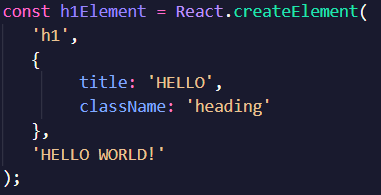 const h1Element = React.createElement(
    'h1',
    {
        title: 'HELLO',
        className: 'heading'
    },
    'HELLO WORLD!'
);